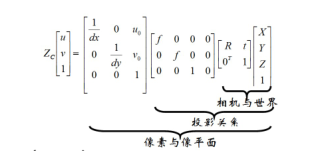 Z_c [u v 1] = [1/dx 0 u_0; 0 1/dy v_0; 0 0 1] [f 0 0 0; 0 f 0 0; 0 0 1 0] [R t; 0^T 1] [X Y Z 1]
相机与世界
投影关系
像素与像平面